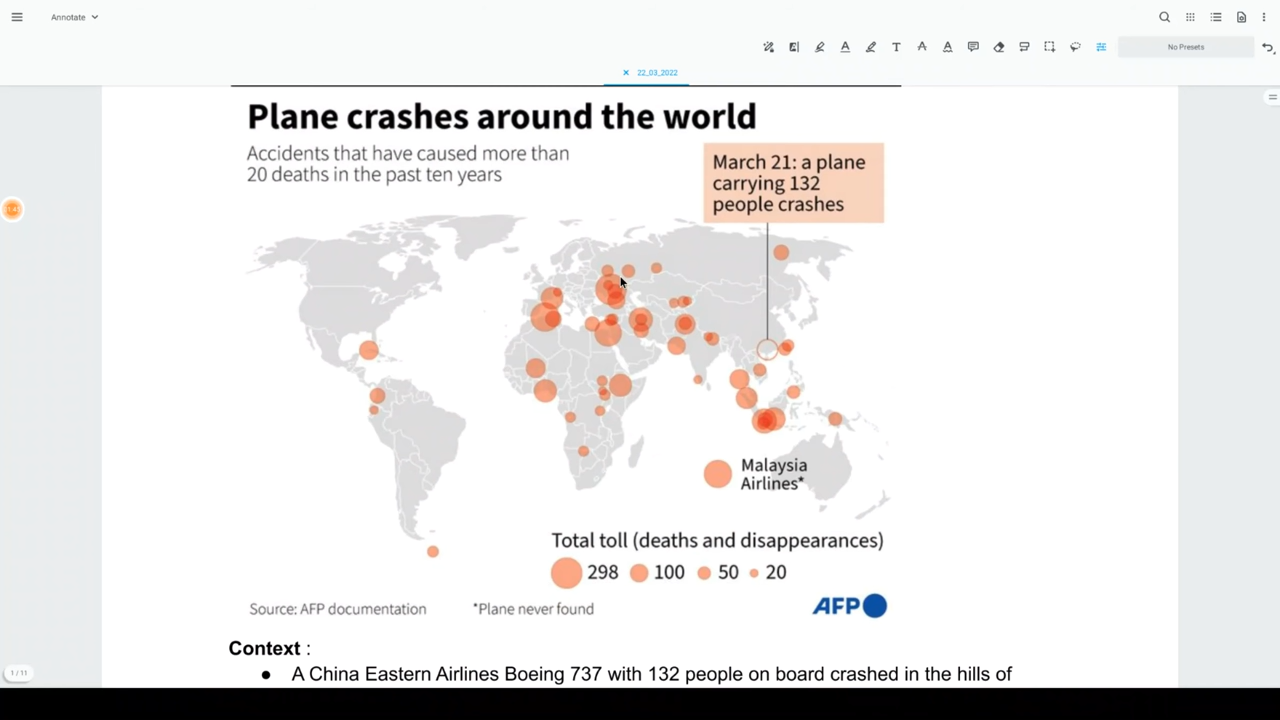 Annotate
No Presets
22_03_2022
Plane crashes around the world
Accidents that have caused more than
20 deaths in the past ten years
March 21: a plane
carrying 132
people crashes
Malaysia
Airlines*
Total toll (deaths and disappearances)
298 100 50 20
Source: AFP documentation *Plane never found
AFP
1 / 11
Context :
● A China Eastern Airlines Boeing 737 with 132 people on board crashed in the hills of